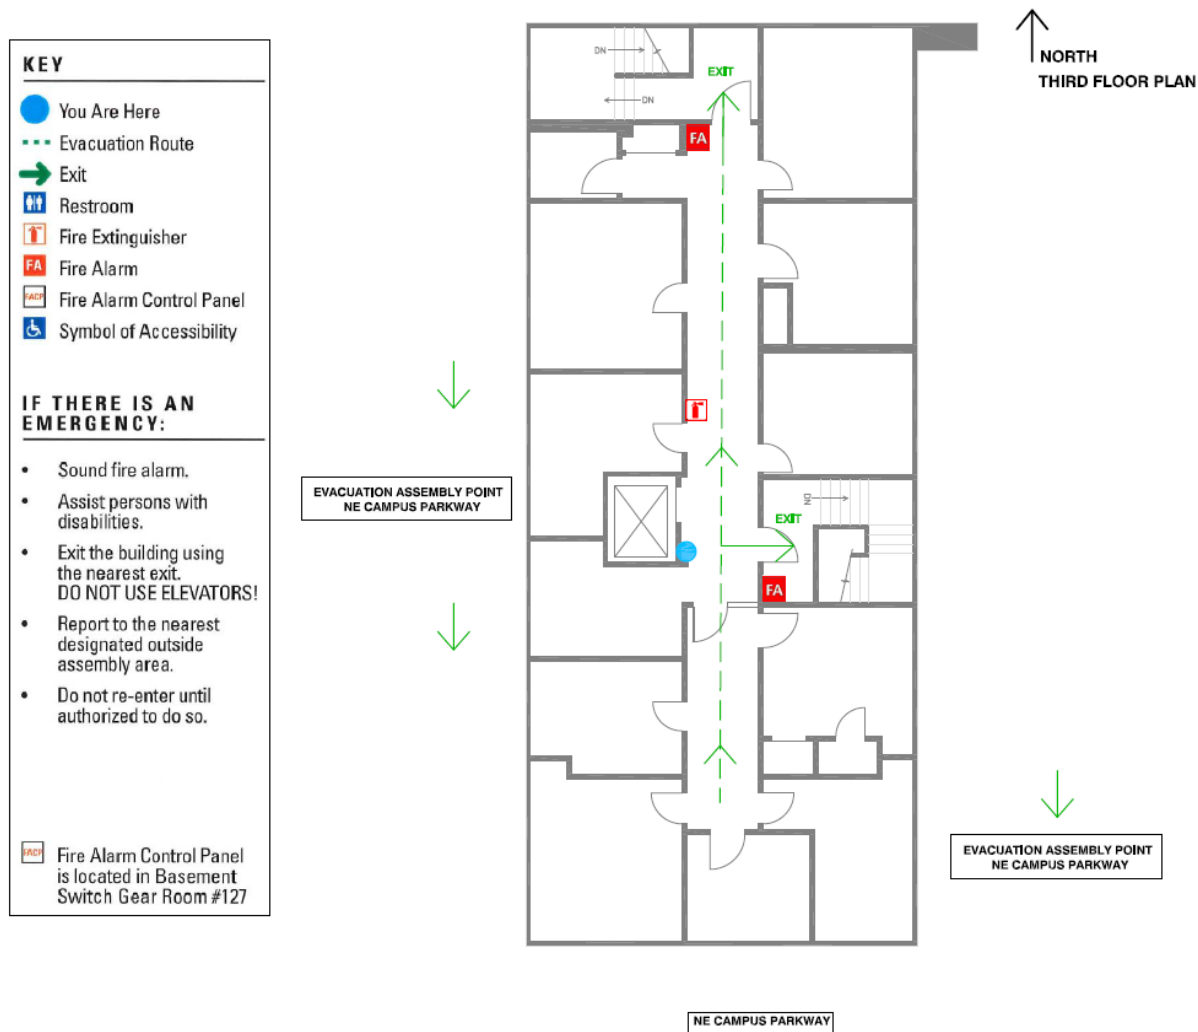 KEY
You Are Here
Evacuation Route
Exit
Restroom
Fire Extinguisher
FA
Fire Alarm
FACP
Fire Alarm Control Panel
Symbol of Accessibility
IF THERE IS AN
EMERGENCY:
• Sound fire alarm.
• Assist persons with
disabilities.
• Exit the building using
the nearest exit.
DO NOT USE ELEVATORS!
• Report to the nearest
designated outside
assembly area.
• Do not re-enter until
authorized to do so.
FACP
Fire Alarm Control Panel
is located in Basement
Switch Gear Room #127
EVACUATION ASSEMBLY POINT
NE CAMPUS PARKWAY
DN
DN
EXIT
FA
DN
EXIT
FA
NORTH
THIRD FLOOR PLAN
EVACUATION ASSEMBLY POINT
NE CAMPUS PARKWAY
NE CAMPUS PARKWAY